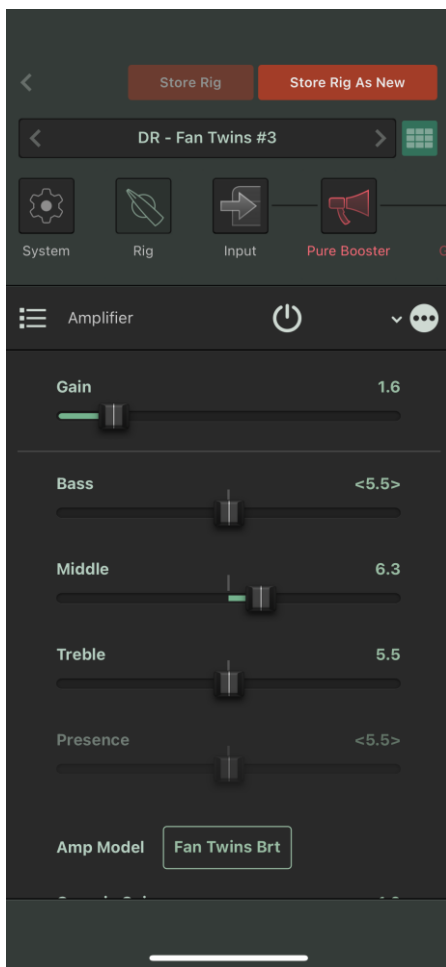 Store Rig Store Rig As New
DR - Fan Twins #3
System Rig Input Pure Booster
Amplifier
Gain 1.6
Bass <5.5>
Middle 6.3
Treble 5.5
Presence <5.5>
Amp Model Fan Twins Brt